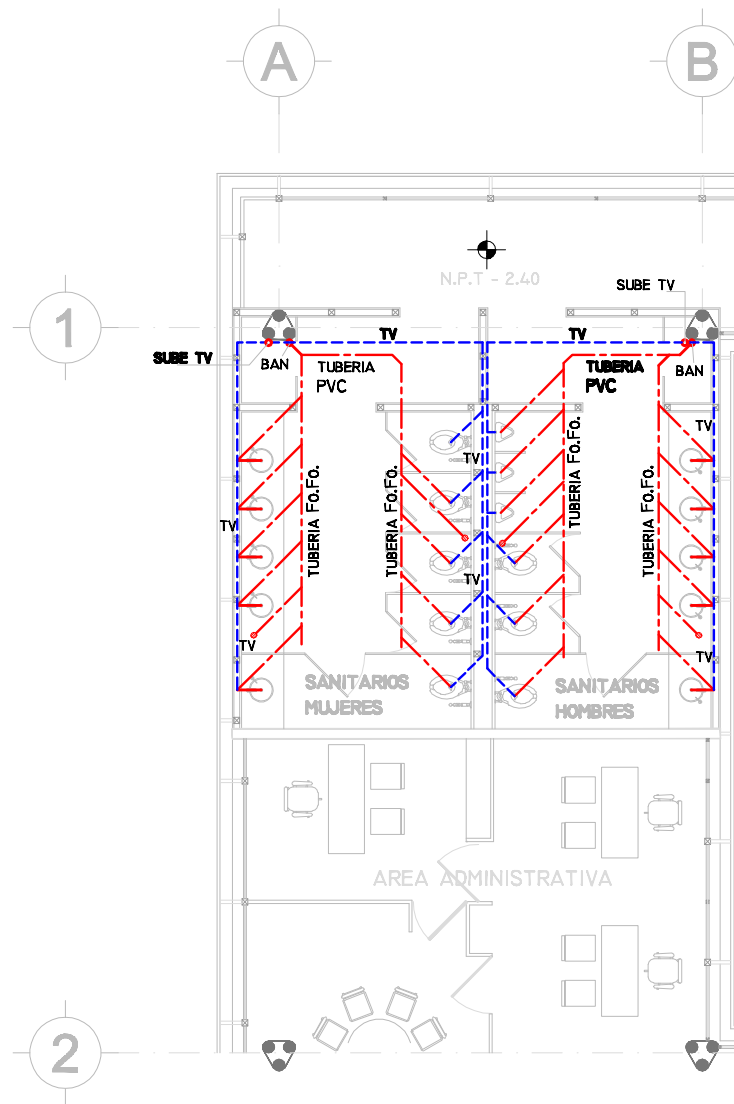 A
B
N.P.T - 2.40
SUBE TV
1
TV
TV
SUBE TV
BAN
TUBERIA
PVC
TUBERIA
PVC
BAN
TV
TV
TUBERIA Fo.Fo.
TUBERIA Fo.Fo.
TUBERIA Fo.Fo.
TUBERIA Fo.Fo.
TV
TV
TV
TV
SANITARIOS
MUJERES
SANITARIOS
HOMBRES
AREA ADMINISTRATIVA
2